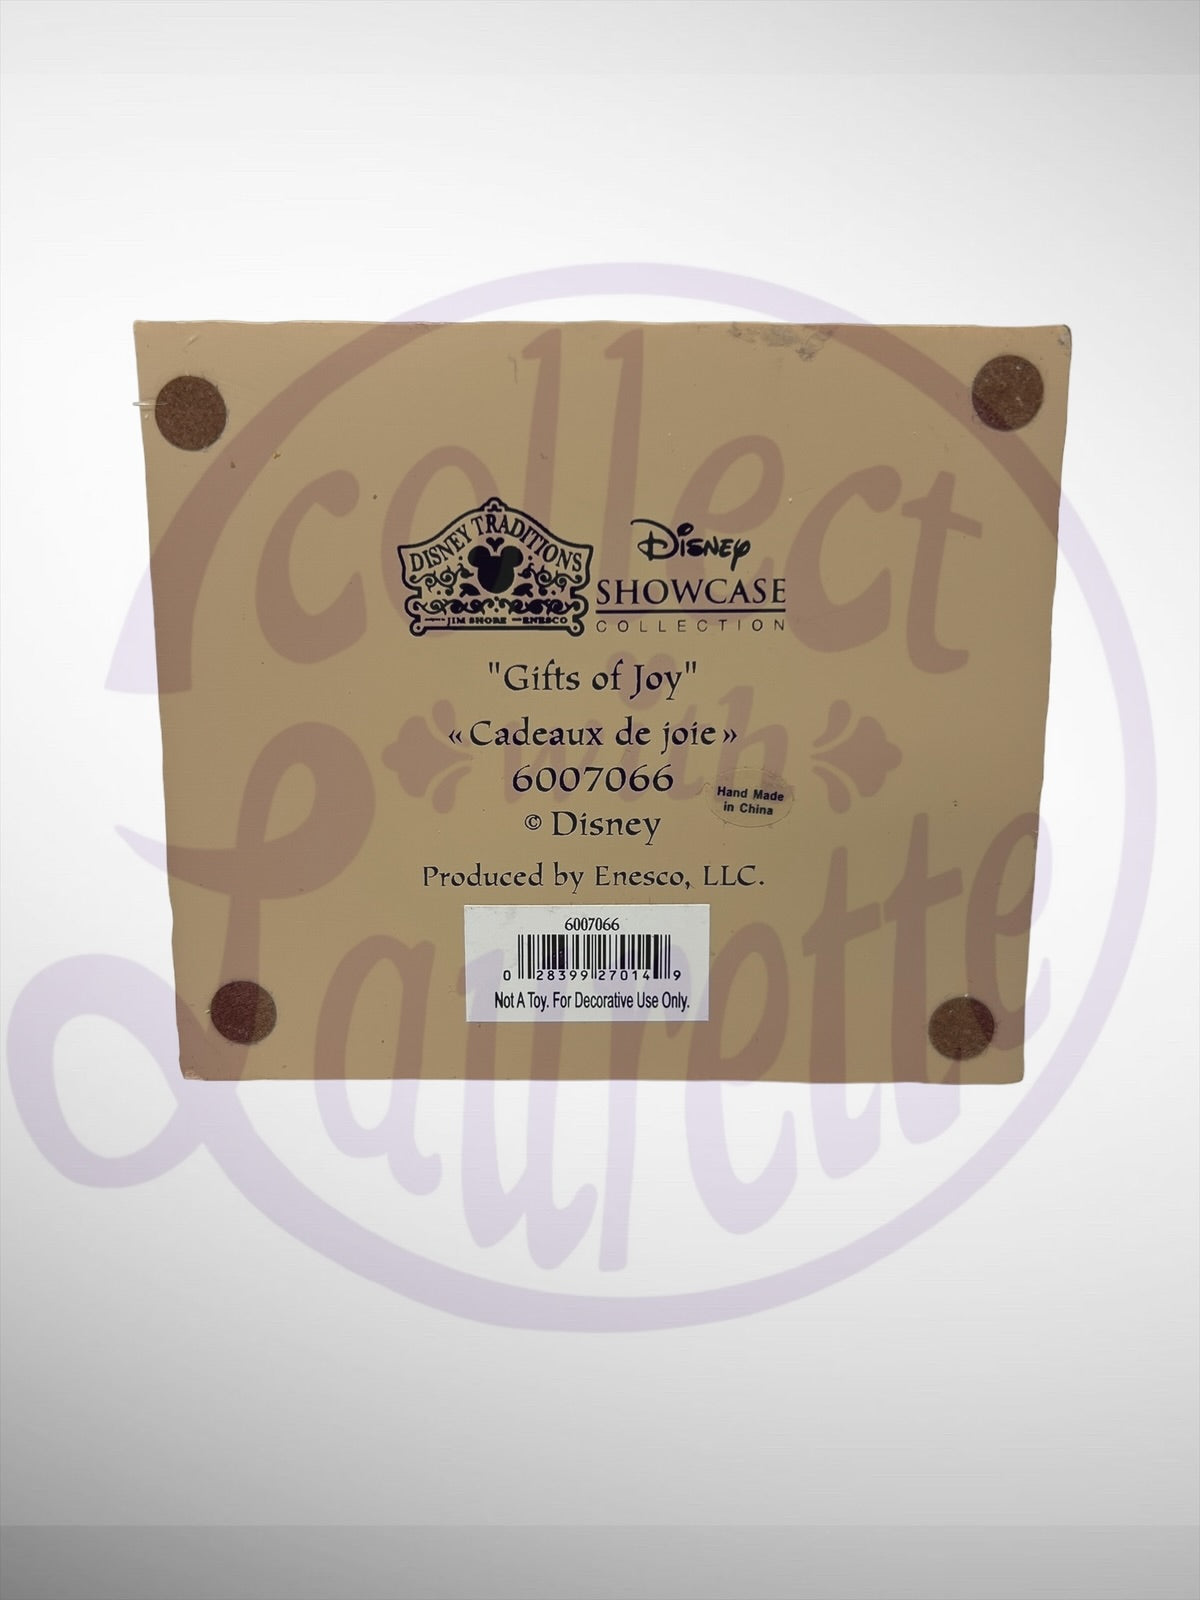 collect
with
Laurette
DISNEY TRADITIONS
JIM SHORE ENESCO
Disney
SHOWCASE
COLLECTION
"Gifts of Joy"
« Cadeaux de joie »
6007066
© Disney
Hand Made
in China
Produced by Enesco, LLC.
6007066
0 28399 27014 9
Not A Toy. For Decorative Use Only.